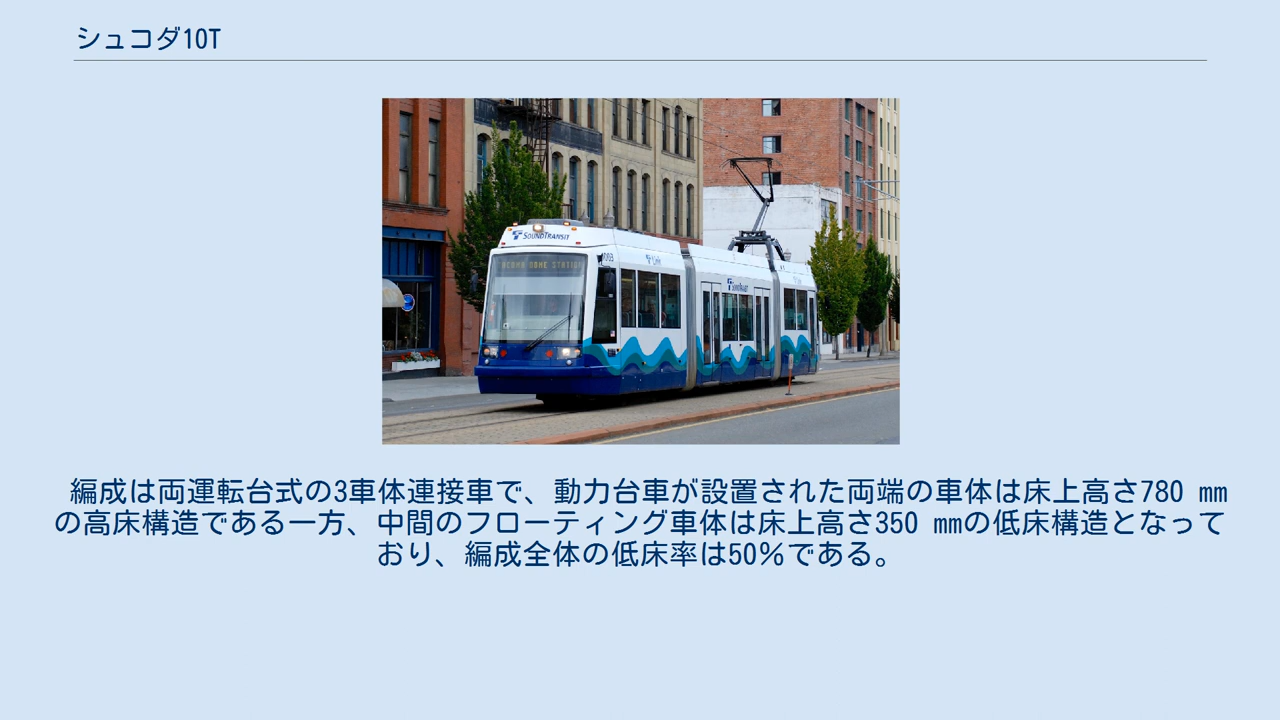 シュコダ10T
SOUNDTRANSIT
SOUNDTRANSIT
編成は両運転台式の3車体連接車で、動力台車が設置された両端の車体は床上高さ780 mm
の高床構造である一方、中間のフローティング車体は床上高さ350 mmの低床構造となって
おり、編成全体の低床率は50%である。